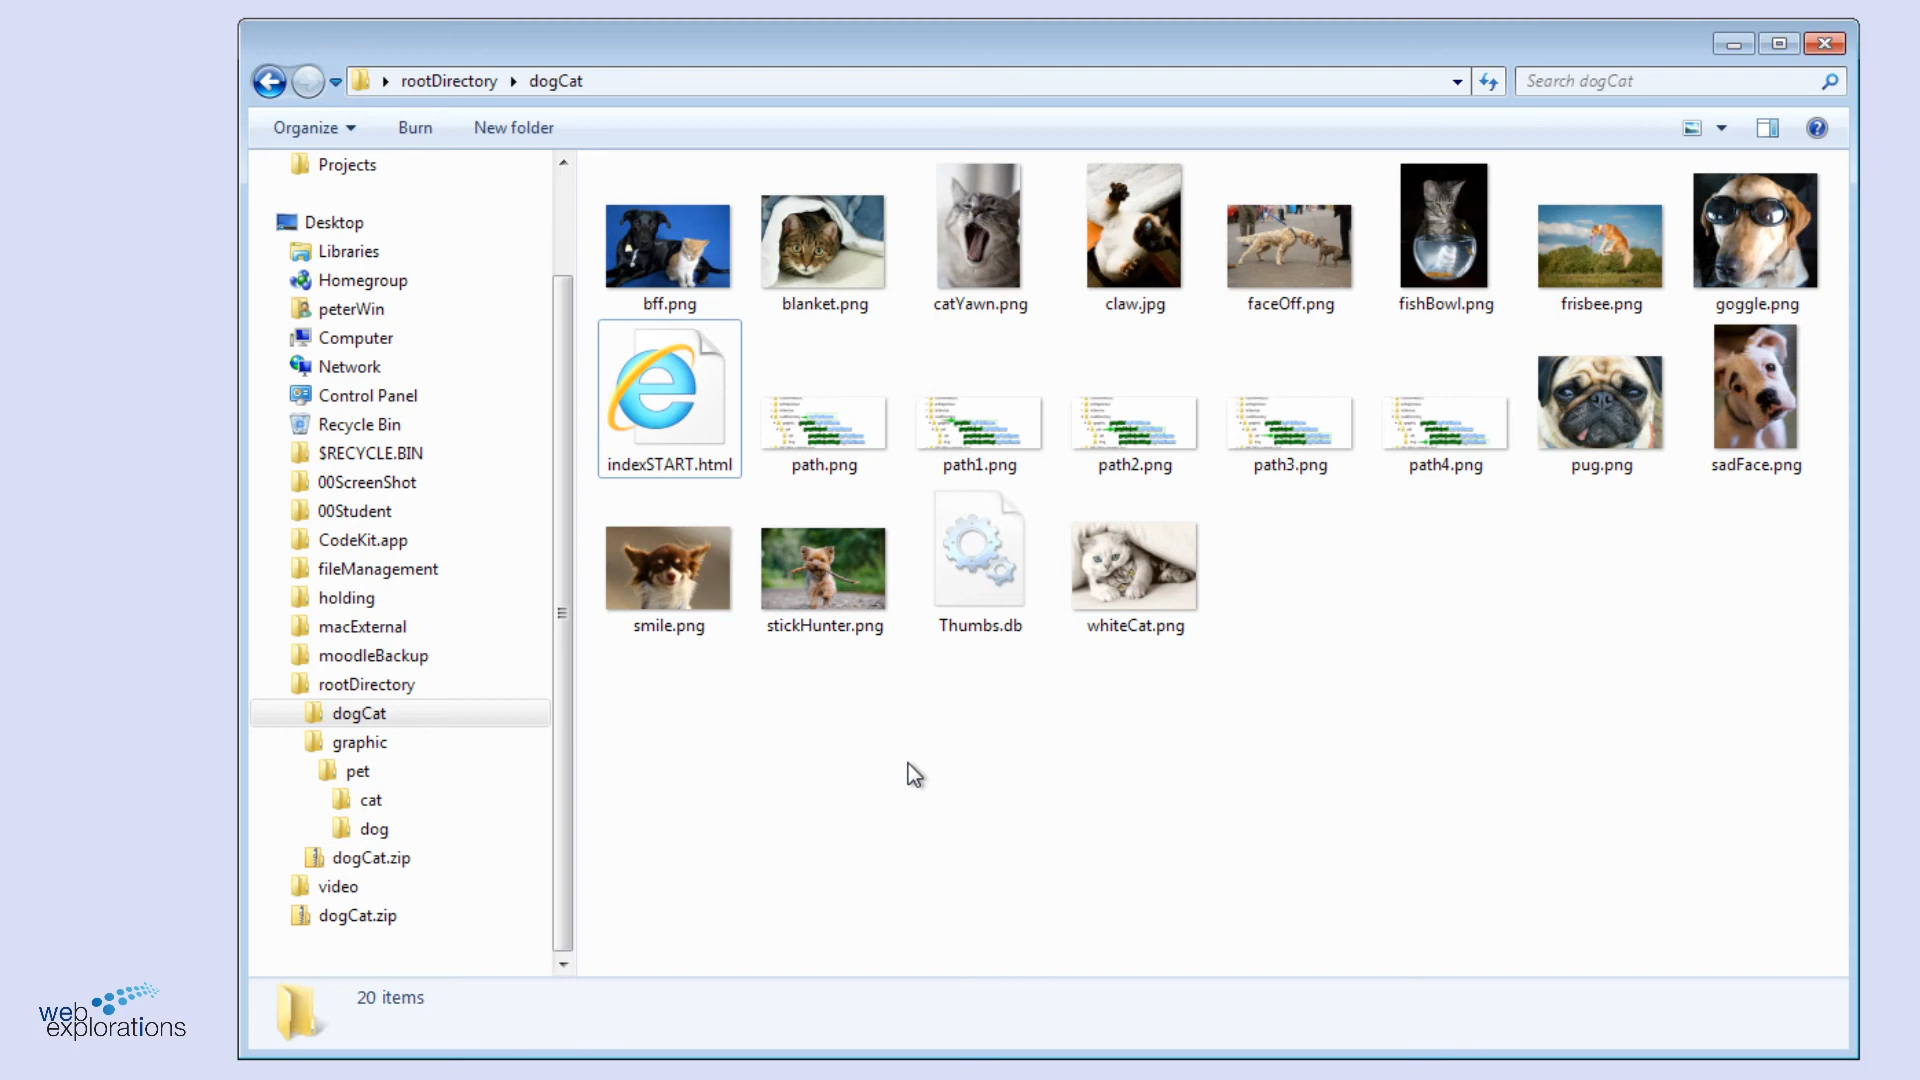 rootDirectory
dogCat
Search dogCat
Organize
Burn
New folder
Projects
Desktop
Libraries
Homegroup
peterWin
Computer
Network
Control Panel
Recycle Bin
$RECYCLE.BIN
00ScreenShot
00Student
CodeKit.app
fileManagement
holding
macExternal
moodleBackup
rootDirectory
dogCat
graphic
pet
cat
dog
dogCat.zip
video
dogCat.zip
bff.png
blanket.png
catYawn.png
claw.jpg
faceOff.png
fishBowl.png
frisbee.png
goggle.png
indexSTART.html
path.png
path1.png
path2.png
path3.png
path4.png
pug.png
sadFace.png
smile.png
stickHunter.png
Thumbs.db
whiteCat.png
20 items
web
explorations